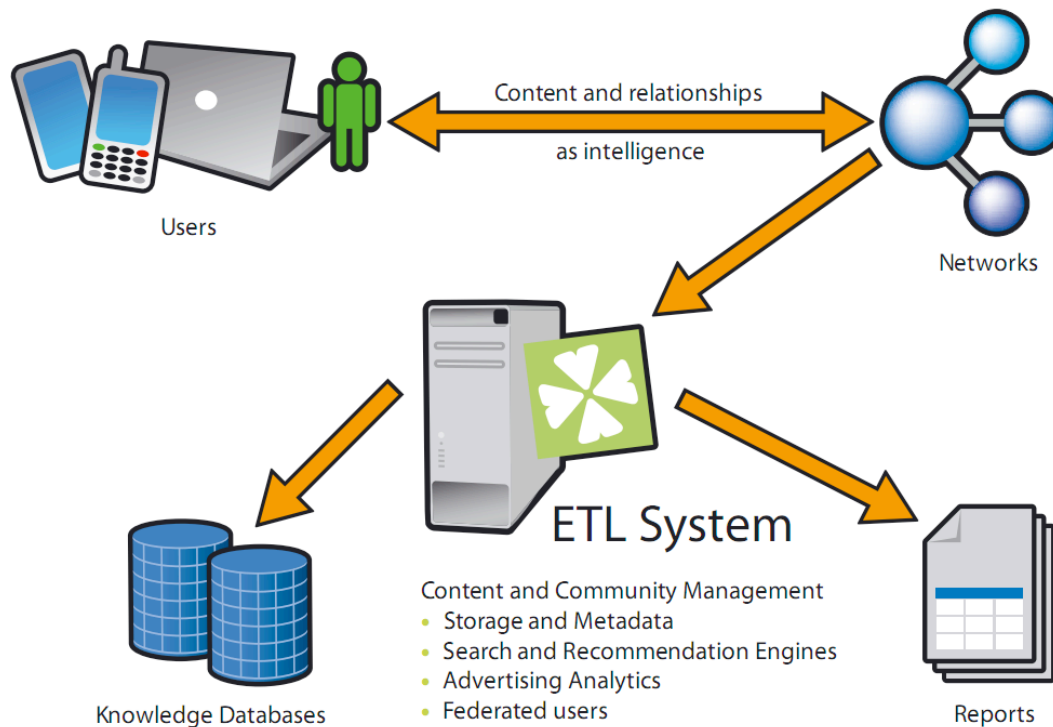 Content and relationships
as intelligence
Users
Networks
ETL System
Content and Community Management
• Storage and Metadata
• Search and Recommendation Engines
• Advertising Analytics
• Federated users
Knowledge Databases
Reports